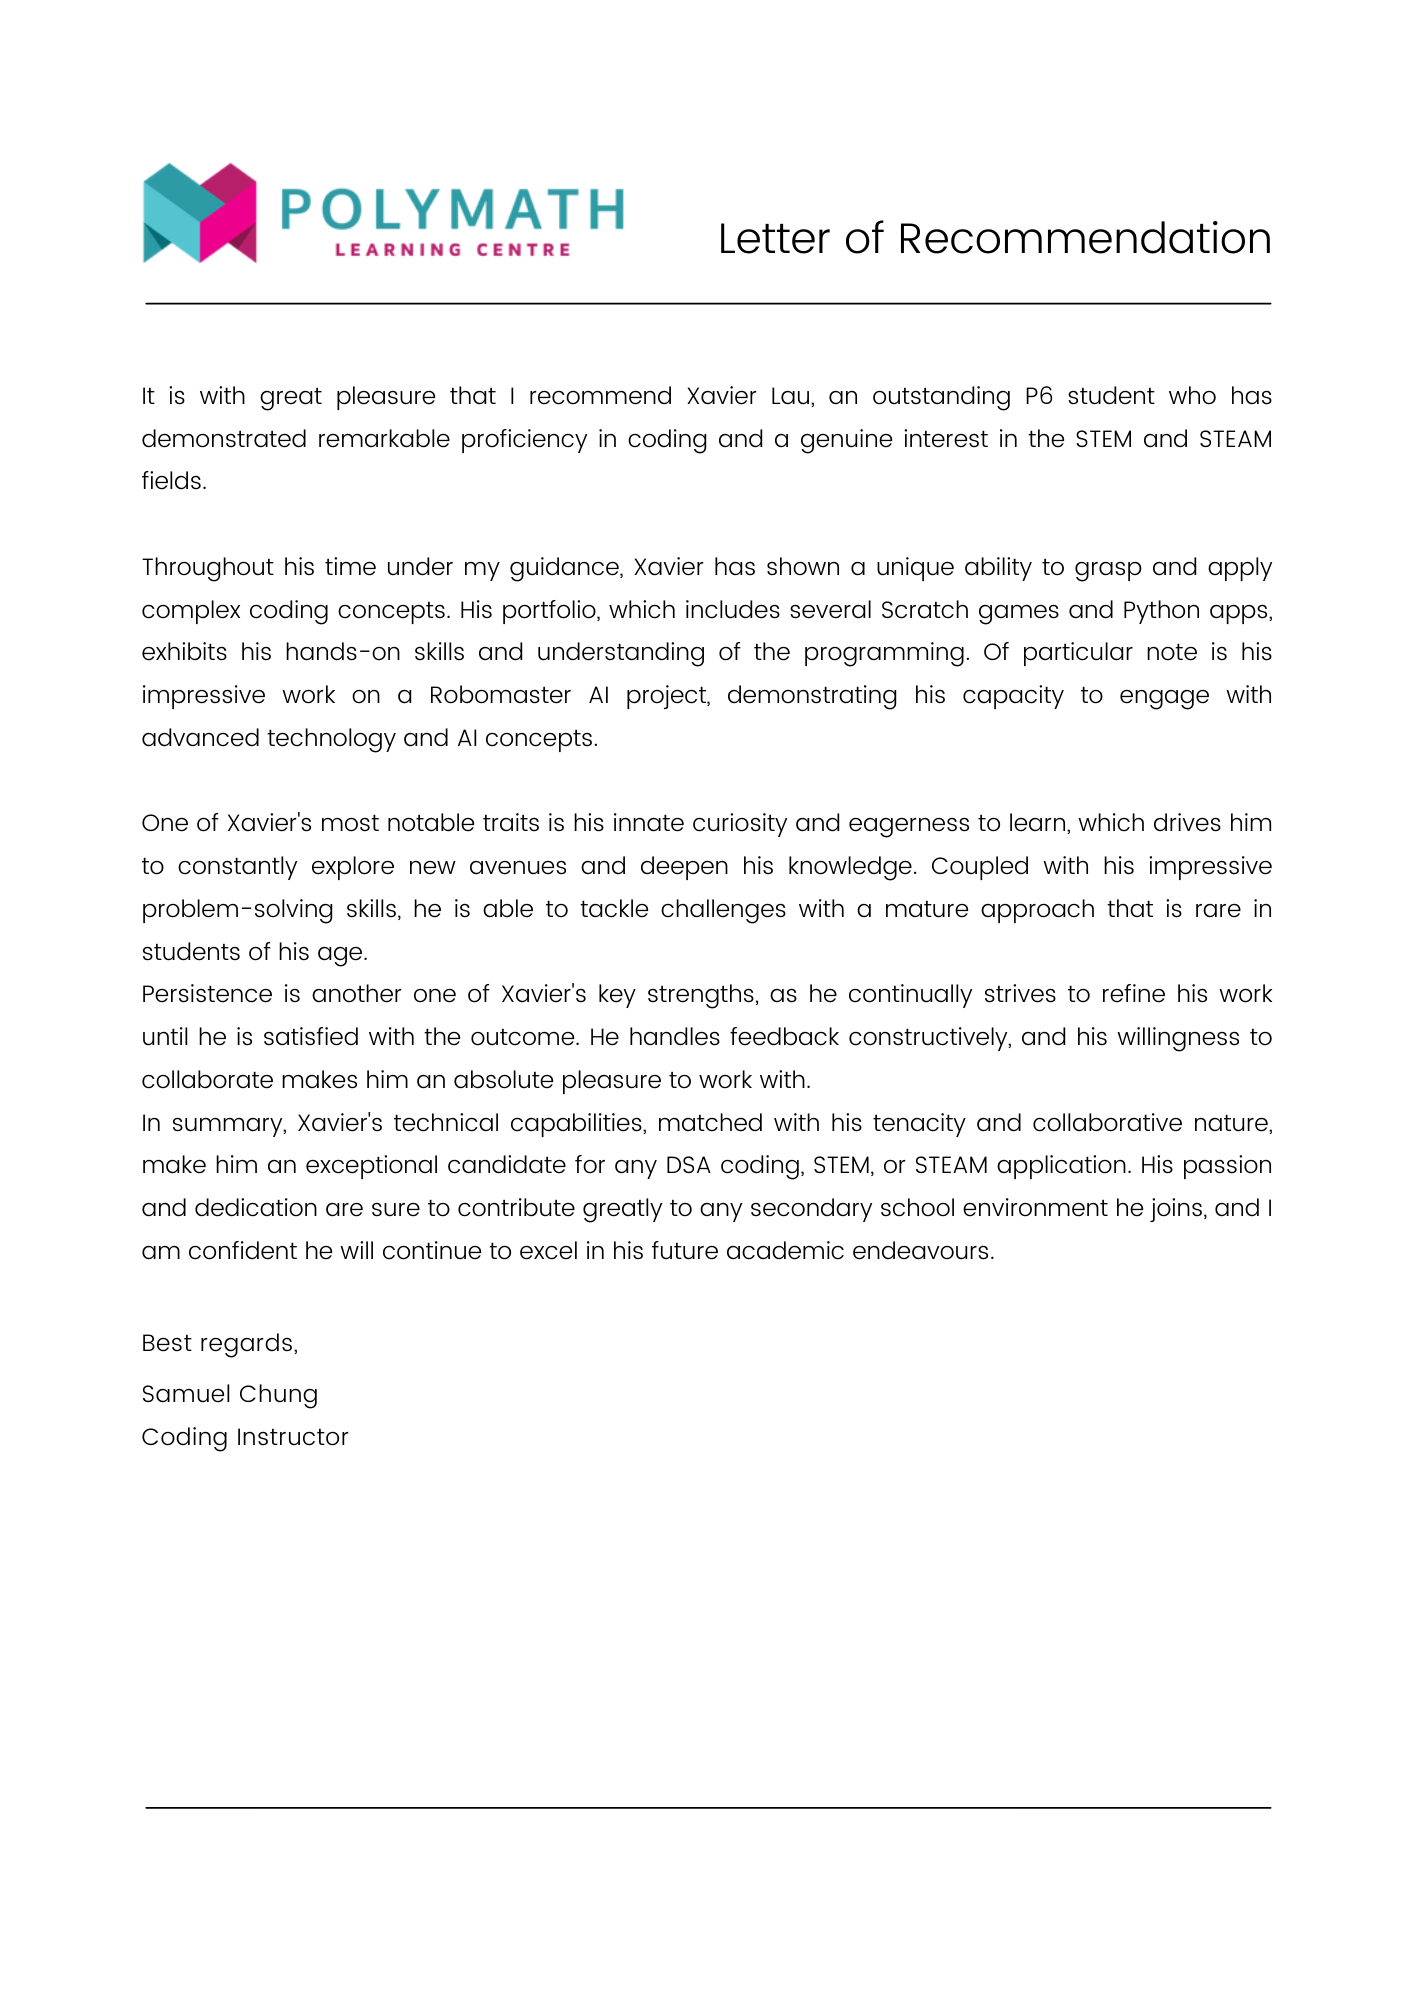 POLYMATH
LEARNING CENTRE
Letter of Recommendation
It is with great pleasure that I recommend Xavier Lau, an outstanding P6 student who has
demonstrated remarkable proficiency in coding and a genuine interest in the STEM and STEAM
fields.
Throughout his time under my guidance, Xavier has shown a unique ability to grasp and apply
complex coding concepts. His portfolio, which includes several Scratch games and Python apps,
exhibits his hands-on skills and understanding of the programming. Of particular note is his
impressive work on a Robomaster AI project, demonstrating his capacity to engage with
advanced technology and AI concepts.
One of Xavier's most notable traits is his innate curiosity and eagerness to learn, which drives him
to constantly explore new avenues and deepen his knowledge. Coupled with his impressive
problem-solving skills, he is able to tackle challenges with a mature approach that is rare in
students of his age.
Persistence is another one of Xavier's key strengths, as he continually strives to refine his work
until he is satisfied with the outcome. He handles feedback constructively, and his willingness to
collaborate makes him an absolute pleasure to work with.
In summary, Xavier's technical capabilities, matched with his tenacity and collaborative nature,
make him an exceptional candidate for any DSA coding, STEM, or STEAM application. His passion
and dedication are sure to contribute greatly to any secondary school environment he joins, and I
am confident he will continue to excel in his future academic endeavours.
Best regards,
Samuel Chung
Coding Instructor